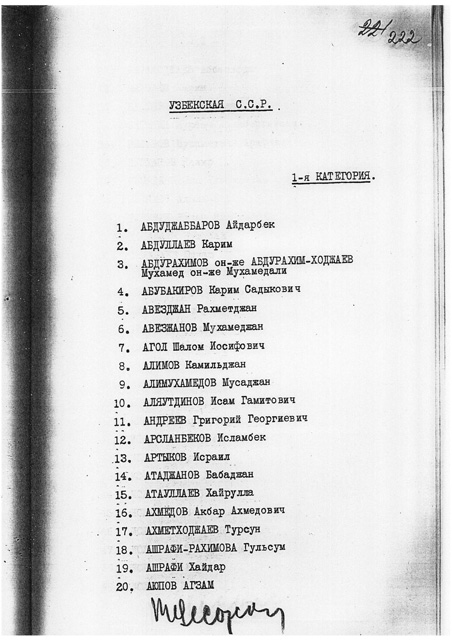 221
222
УЗБЕКСКАЯ С.С.Р.
1-я КАТЕГОРИЯ.
1. АБДУДЖАББАРОВ Айдарбек
2. АБДУЛЛАЕВ Карим
3. АБДУРАХИМОВ он-же АБДУРАХИМ-ХОДЖАЕВ
Мухамед он-же Мухамедали
4. АБУБАКИРОВ Карим Садыкович
5. АВЕЗДЖАН Рахметджан
6. АВЕЗЖАНОВ Мухамеджан
7. АГОЛ Шалом Иосифович
8. АЛИМОВ Камильджан
9. АЛИМУХАМЕДОВ Мусаджан
10. АЛЯУТДИНОВ Исам Гамитович
11. АНДРЕЕВ Григорий Георгиевич
12. АРСЛАНБЕКОВ Исламбек
13. АРТЫКОВ Исраил
14. АТАДЖАНОВ Бабаджан
15. АТАУЛЛАЕВ Хайрулла
16. АХМЕДОВ Акбар Ахмедович
17. АХМЕТХОДЖАЕВ Турсун
18. АШРАФИ-РАХИМОВА Гульсум
19. АШРАФИ Хайдар
20. АЮПОВ АГЗАМ